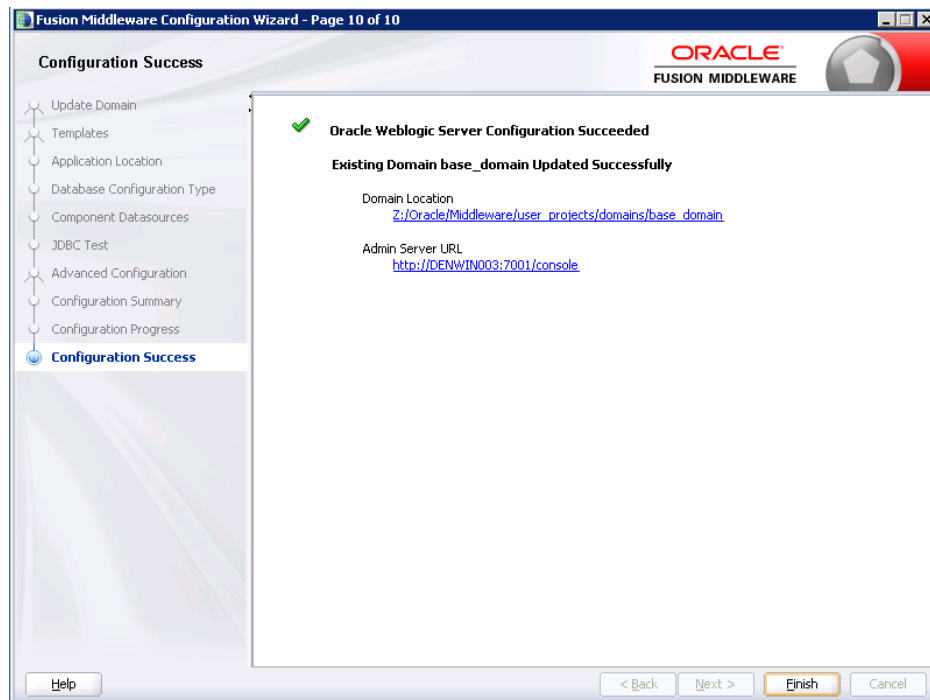 Fusion Middleware Configuration Wizard - Page 10 of 10
Configuration Success
ORACLE
FUSION MIDDLEWARE
Update Domain
Templates
Application Location
Database Configuration Type
Component Datasources
JDBC Test
Advanced Configuration
Configuration Summary
Configuration Progress
Configuration Success
Oracle Weblogic Server Configuration Succeeded
Existing Domain base_domain Updated Successfully
Domain Location
Z:/Oracle/Middleware/user_projects/domains/base_domain
Admin Server URL
http://DENWIN003:7001/console
Help
< Back
Next >
Finish
Cancel